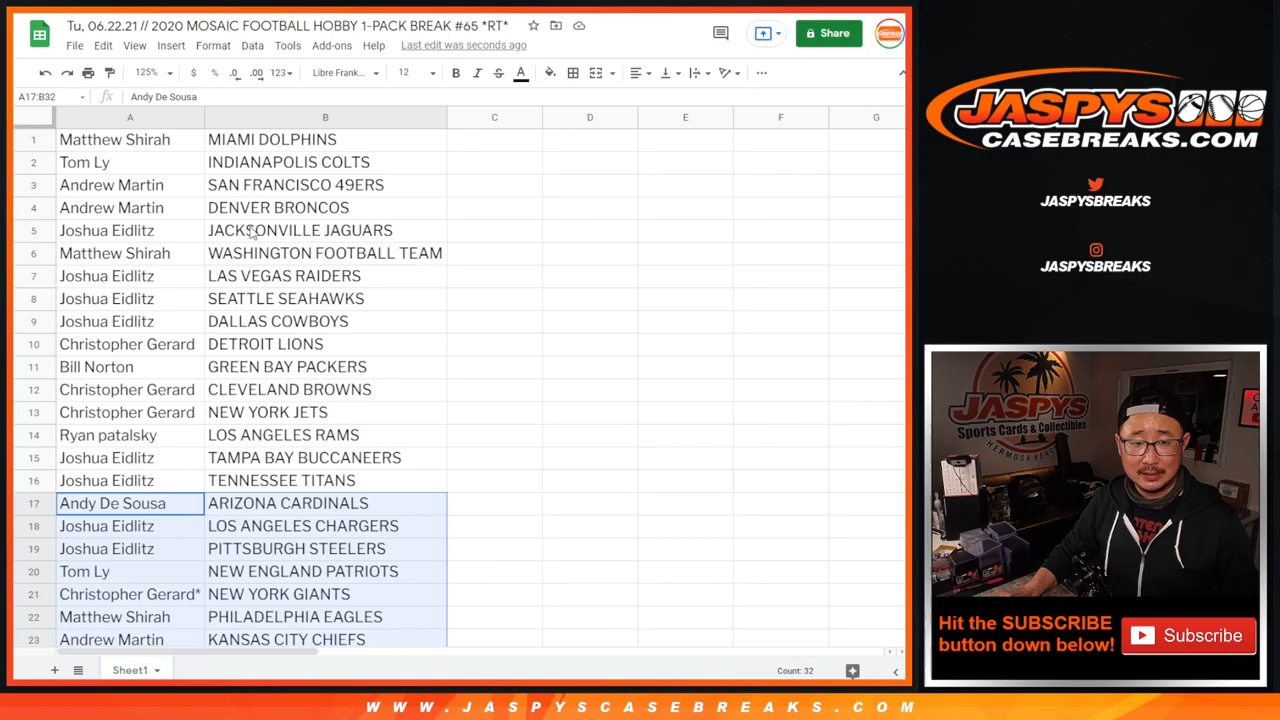 Tu, 06.22.21 // 2020 MOSAIC FOOTBALL HOBBY 1-PACK BREAK #65 *RT*
File Edit View Insert Format Data Tools Add-ons Help Last edit was seconds ago
Share
125% $ % .0 .00 123 Libre Frank... 12 B I S A
A17:B32 fx Andy De Sousa
A B C D E F G
1 Matthew Shirah MIAMI DOLPHINS
2 Tom Ly INDIANAPOLIS COLTS
3 Andrew Martin SAN FRANCISCO 49ERS
4 Andrew Martin DENVER BRONCOS
5 Joshua Eidlitz JACKSONVILLE JAGUARS
6 Matthew Shirah WASHINGTON FOOTBALL TEAM
7 Joshua Eidlitz LAS VEGAS RAIDERS
8 Joshua Eidlitz SEATTLE SEAHAWKS
9 Joshua Eidlitz DALLAS COWBOYS
10 Christopher Gerard DETROIT LIONS
11 Bill Norton GREEN BAY PACKERS
12 Christopher Gerard CLEVELAND BROWNS
13 Christopher Gerard NEW YORK JETS
14 Ryan patalsky LOS ANGELES RAMS
15 Joshua Eidlitz TAMPA BAY BUCCANEERS
16 Joshua Eidlitz TENNESSEE TITANS
17 Andy De Sousa ARIZONA CARDINALS
18 Joshua Eidlitz LOS ANGELES CHARGERS
19 Joshua Eidlitz PITTSBURGH STEELERS
20 Tom Ly NEW ENGLAND PATRIOTS
21 Christopher Gerard* NEW YORK GIANTS
22 Matthew Shirah PHILADELPHIA EAGLES
23 Andrew Martin KANSAS CITY CHIEFS
Sheet1
Count: 32
JASPYS
CASEBREAKS.COM
JASPYSBREAKS
JASPYSBREAKS
JASPYS
Sports Cards & Collectibles
HERMOSA BEACH
Hit the SUBSCRIBE
button down below!
Subscribe
WWW.JASPYSCASEBREAKS.COM